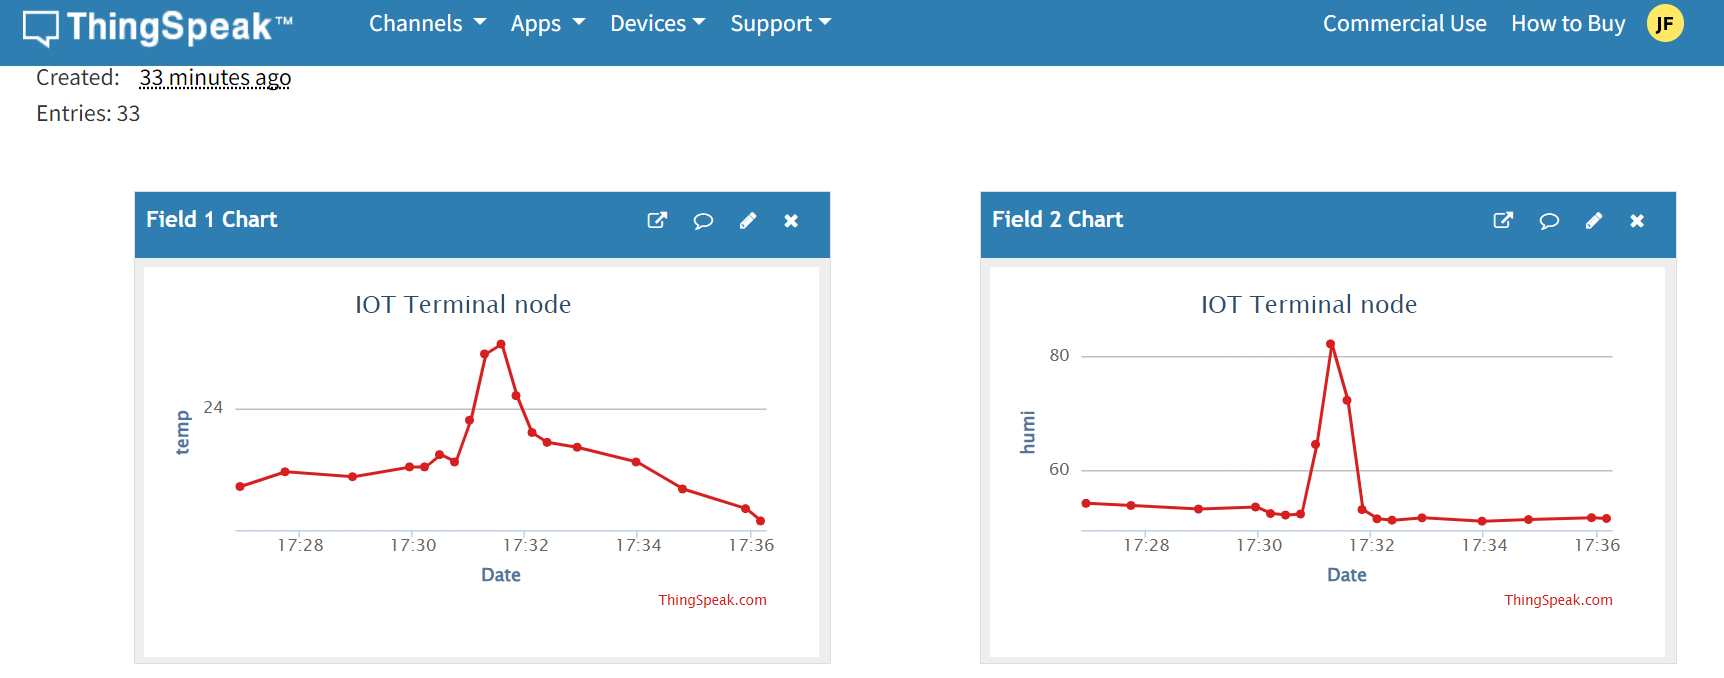 ThingSpeak™ Channels Apps Devices Support Commercial Use How to Buy JF
Created: 33 minutes ago
Entries: 33
Field 1 Chart
IOT Terminal node
temp
24
17:28 17:30 17:32 17:34 17:36
Date
ThingSpeak.com
Field 2 Chart
IOT Terminal node
humi
80
60
17:28 17:30 17:32 17:34 17:36
Date
ThingSpeak.com